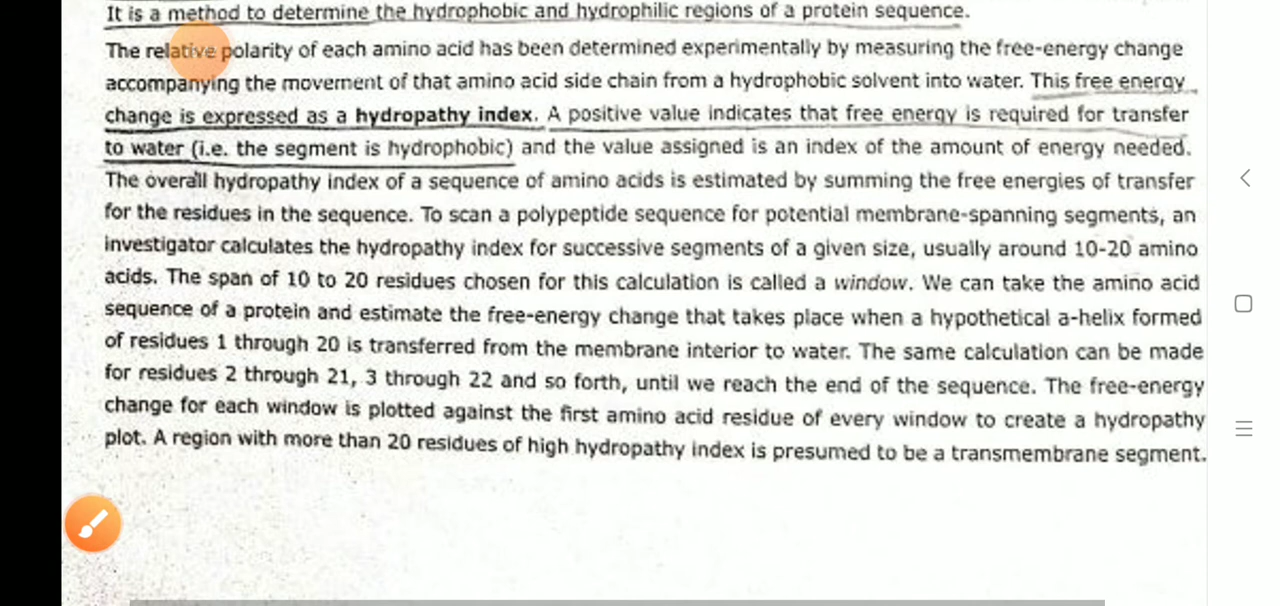 It is a method to determine the hydrophobic and hydrophilic regions of a protein sequence.
The relative polarity of each amino acid has been determined experimentally by measuring the free-energy change
accompanying the movement of that amino acid side chain from a hydrophobic solvent into water. This free energy
change is expressed as a hydropathy index. A positive value indicates that free energy is required for transfer
to water (i.e. the segment is hydrophobic) and the value assigned is an index of the amount of energy needed.
The overall hydropathy index of a sequence of amino acids is estimated by summing the free energies of transfer
for the residues in the sequence. To scan a polypeptide sequence for potential membrane-spanning segments, an
investigator calculates the hydropathy index for successive segments of a given size, usually around 10-20 amino
acids. The span of 10 to 20 residues chosen for this calculation is called a window. We can take the amino acid
sequence of a protein and estimate the free-energy change that takes place when a hypothetical a-helix formed
of residues 1 through 20 is transferred from the membrane interior to water. The same calculation can be made
for residues 2 through 21, 3 through 22 and so forth, until we reach the end of the sequence. The free-energy
change for each window is plotted against the first amino acid residue of every window to create a hydropathy
plot. A region with more than 20 residues of high hydropathy index is presumed to be a transmembrane segment.